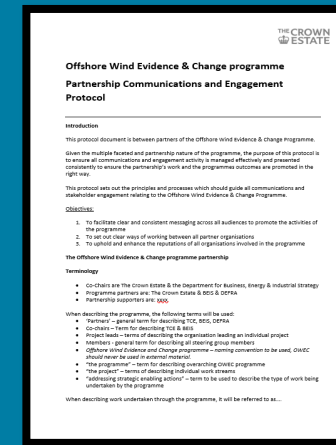 THE CROWN
ESTATE
Offshore Wind Evidence & Change programme
Partnership Communications and Engagement
Protocol
Introduction
This protocol document is between partners of the Offshore Wind Evidence & Change Programme.
Given the multiple faceted and partnership nature of the programme, the purpose of this protocol is
to ensure all communications and engagement activity is managed effectively and presented
consistently to ensure the partnership's work and the programmes outcomes are promoted in the
right way.
This protocol sets out the principles and processes which should guide all communications and
stakeholder engagement relating to the Offshore Wind Evidence & Change Programme.
Objectives:
1. To facilitate clear and consistent messaging across all audiences to promote the activities of
the programme
2. To set out clear ways of working between all partner organisations
3. To uphold and enhance the reputations of all organisations involved in the programme
The Offshore Wind Evidence & Change programme partnership
Terminology
• Co-chairs are The Crown Estate & the Department for Business, Energy & Industrial Strategy
• Programme partners are: The Crown Estate & BEIS & DEFRA
• Partnership supporters are: xxxx.
When describing the programme, the following terms will be used:
• 'Partners' – general term for describing TCE, BEIS, DEFRA
• Co-chairs – Term for describing TCE & BEIS
• Project leads – terms of describing the organisation leading an individual project
• Members - general term for describing all steering group members
• Offshore Wind Evidence and Change programme – naming convention to be used, OWEC
should never be used in external material.
• "the programme" – term for describing overarching OWEC programme
• "the project" – terms of describing individual work streams
• "addressing strategic enabling actions" – term to be used to describe the type of work being
undertaken by the programme
When describing work undertaken through the programme, it will be referred to as....